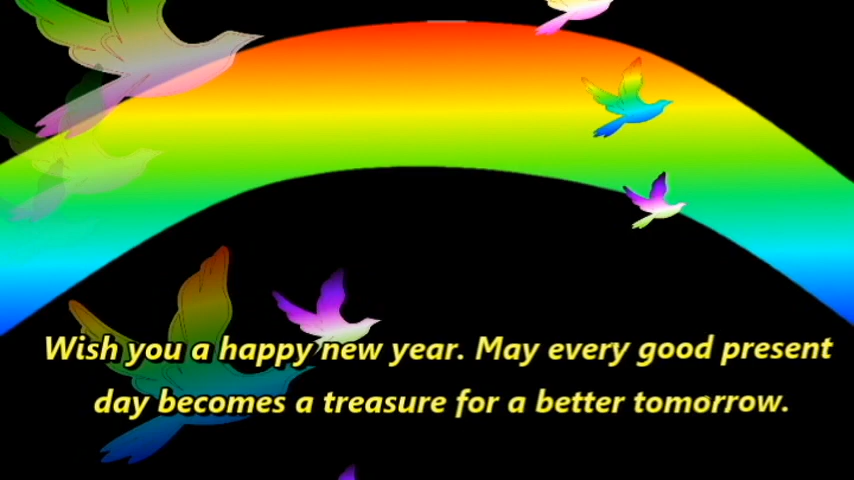 Wish you a happy new year. May every good present
day becomes a treasure for a better tomorrow.